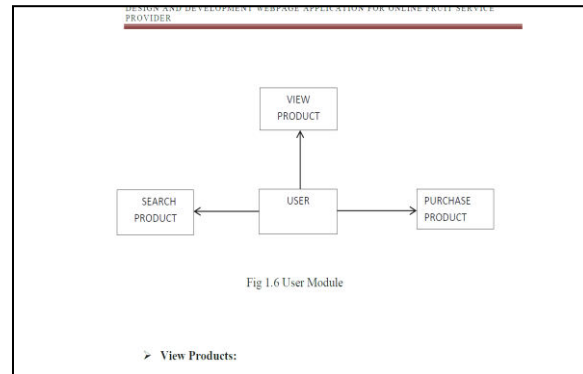 DESIGN AND DEVELOPMENT WEBPAGE APPLICATION FOR ONLINE FRUIT SERVICE
PROVIDER
VIEW
PRODUCT
SEARCH
PRODUCT
USER
PURCHASE
PRODUCT
Fig 1.6 User Module
➢ View Products: